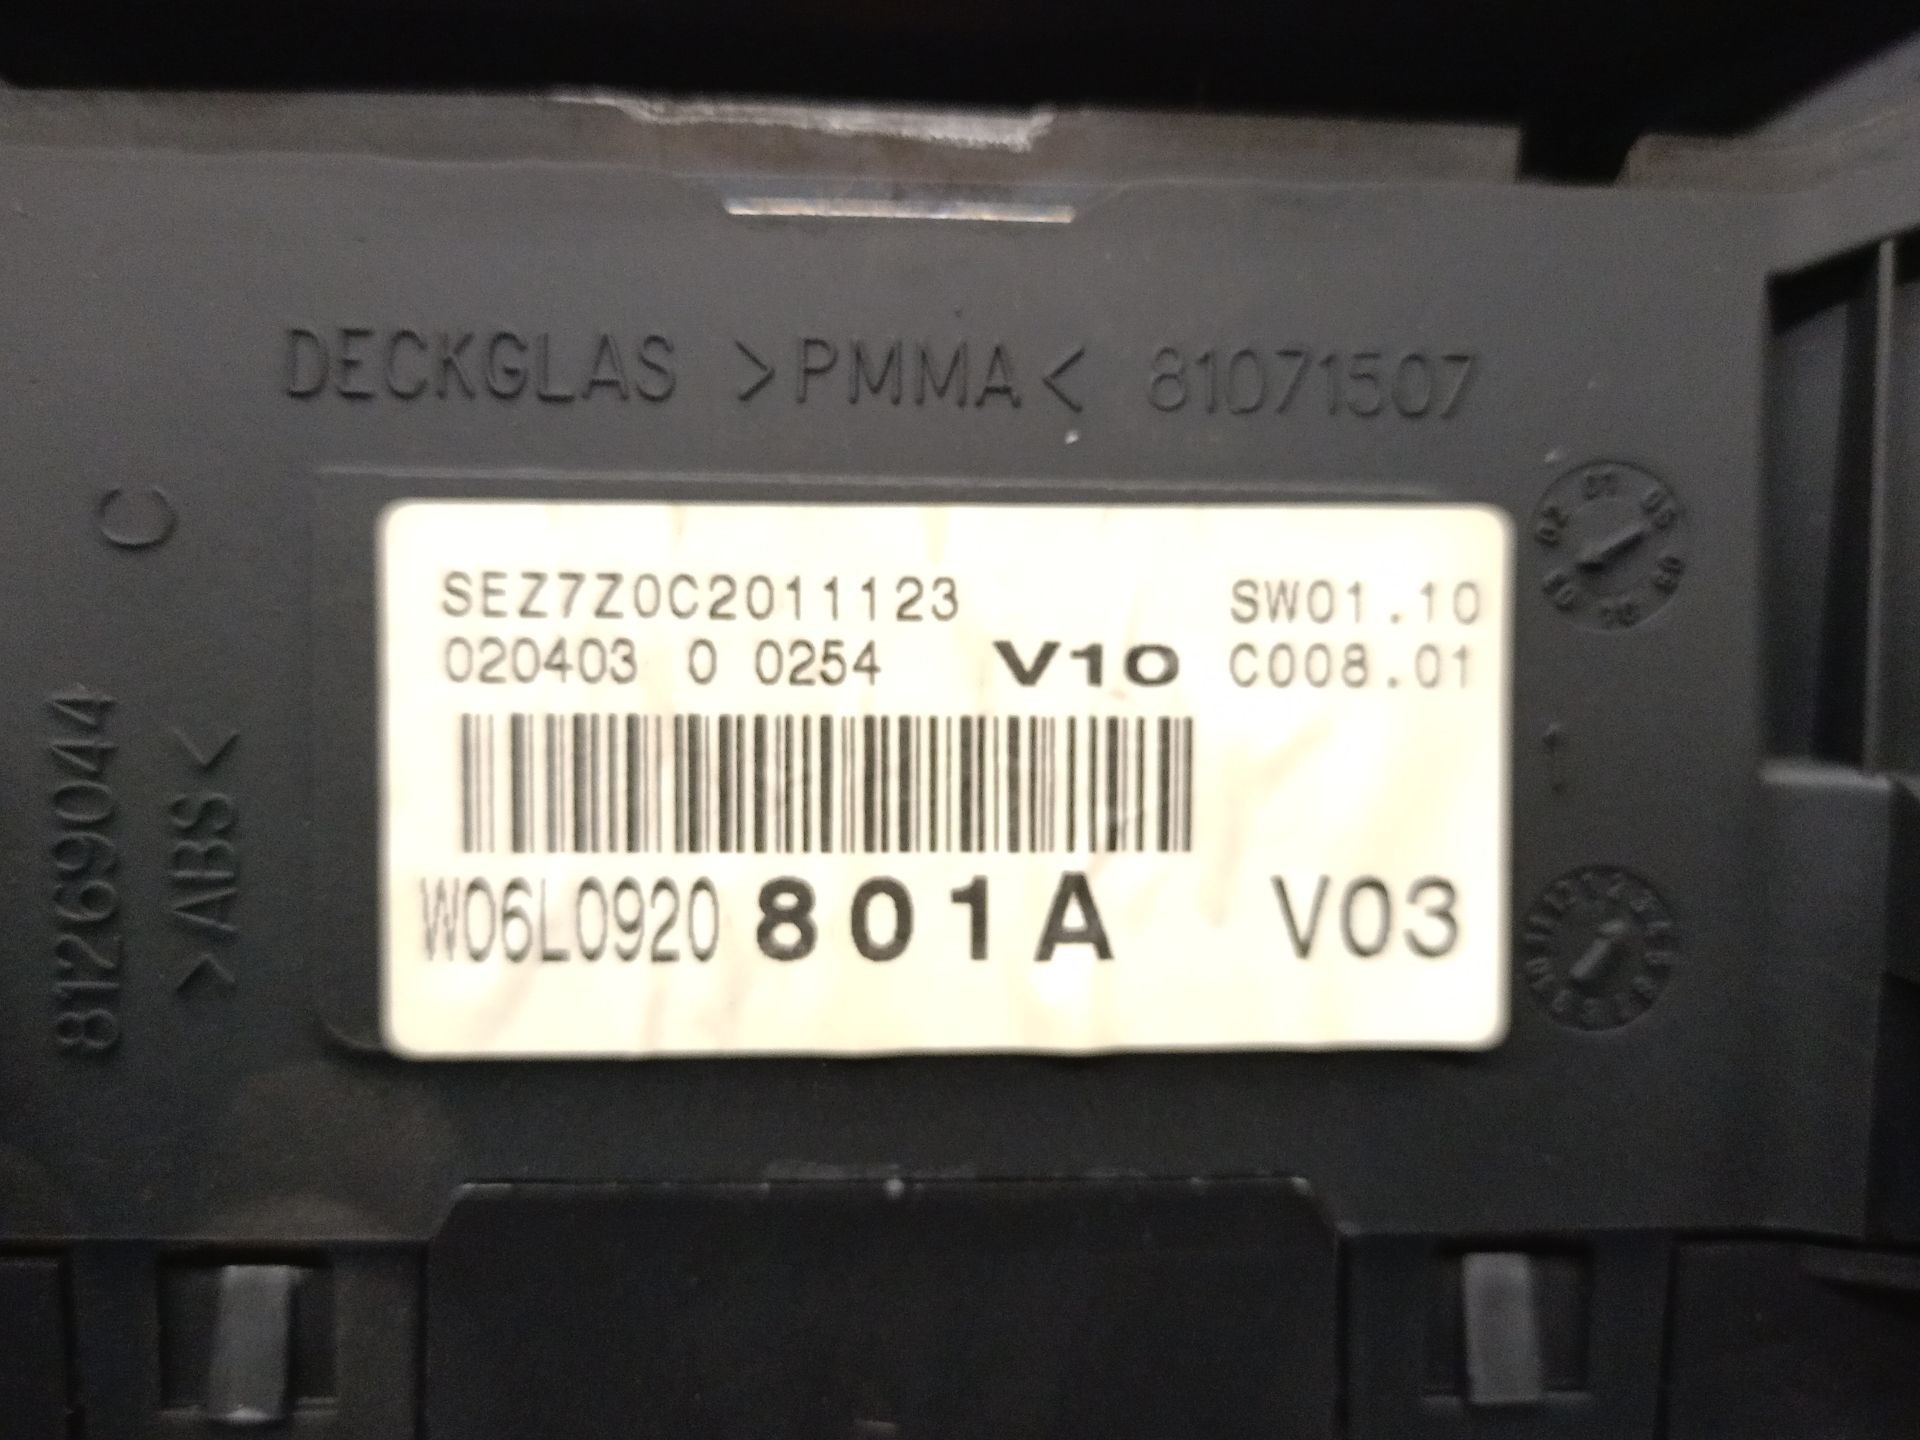 DECKGLAS >PMMA< 81071507
C
81269044
>ABS<
SEZ7Z0C2011123 SW01.10
020403 0 0254 V10 C008.01
W06L0920 801A V03